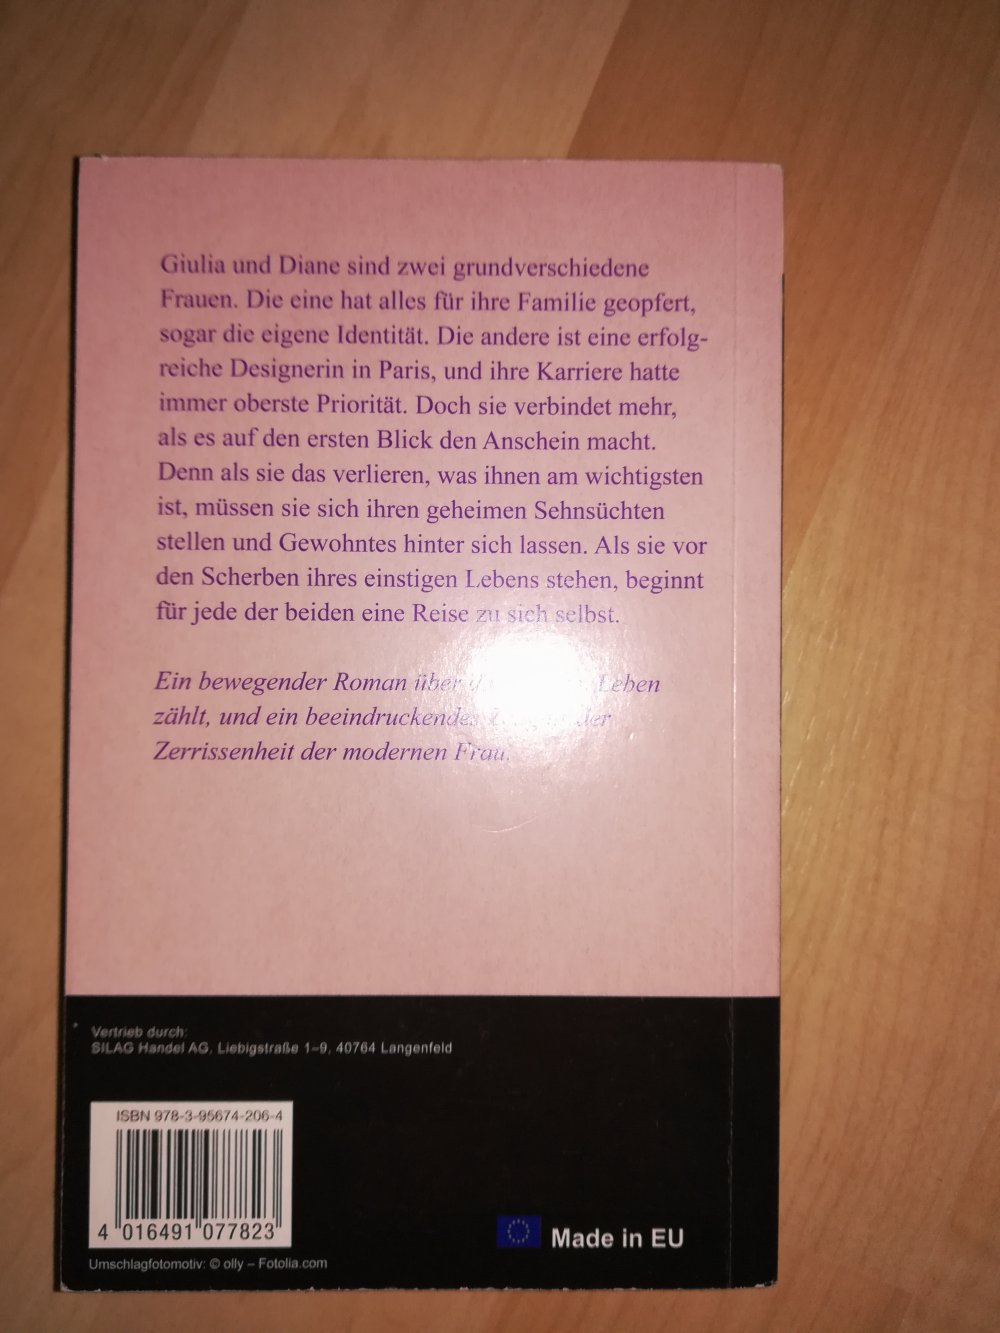 Giulia und Diane sind zwei grundverschiedene
Frauen. Die eine hat alles für ihre Familie geopfert,
sogar die eigene Identität. Die andere ist eine erfolg-
reiche Designerin in Paris, und ihre Karriere hatte
immer oberste Priorität. Doch sie verbindet mehr,
als es auf den ersten Blick den Anschein macht.
Denn als sie das verlieren, was ihnen am wichtigsten
ist, müssen sie sich ihren geheimen Sehnsüchten
stellen und Gewohntes hinter sich lassen. Als sie vor
den Scherben ihres einstigen Lebens stehen, beginnt
für jede der beiden eine Reise zu sich selbst.
Ein bewegender Roman über Leben
zählt, und ein beeindruckendes der
Zerrissenheit der modernen Frau.
Vertrieb durch:
SILAG Handel AG, Liebigstraße 1–9, 40764 Langenfeld
ISBN 978-3-95674-206-4
4 016491 077823
Made in EU
Umschlagfotomotiv: © olly – Fotolia.com